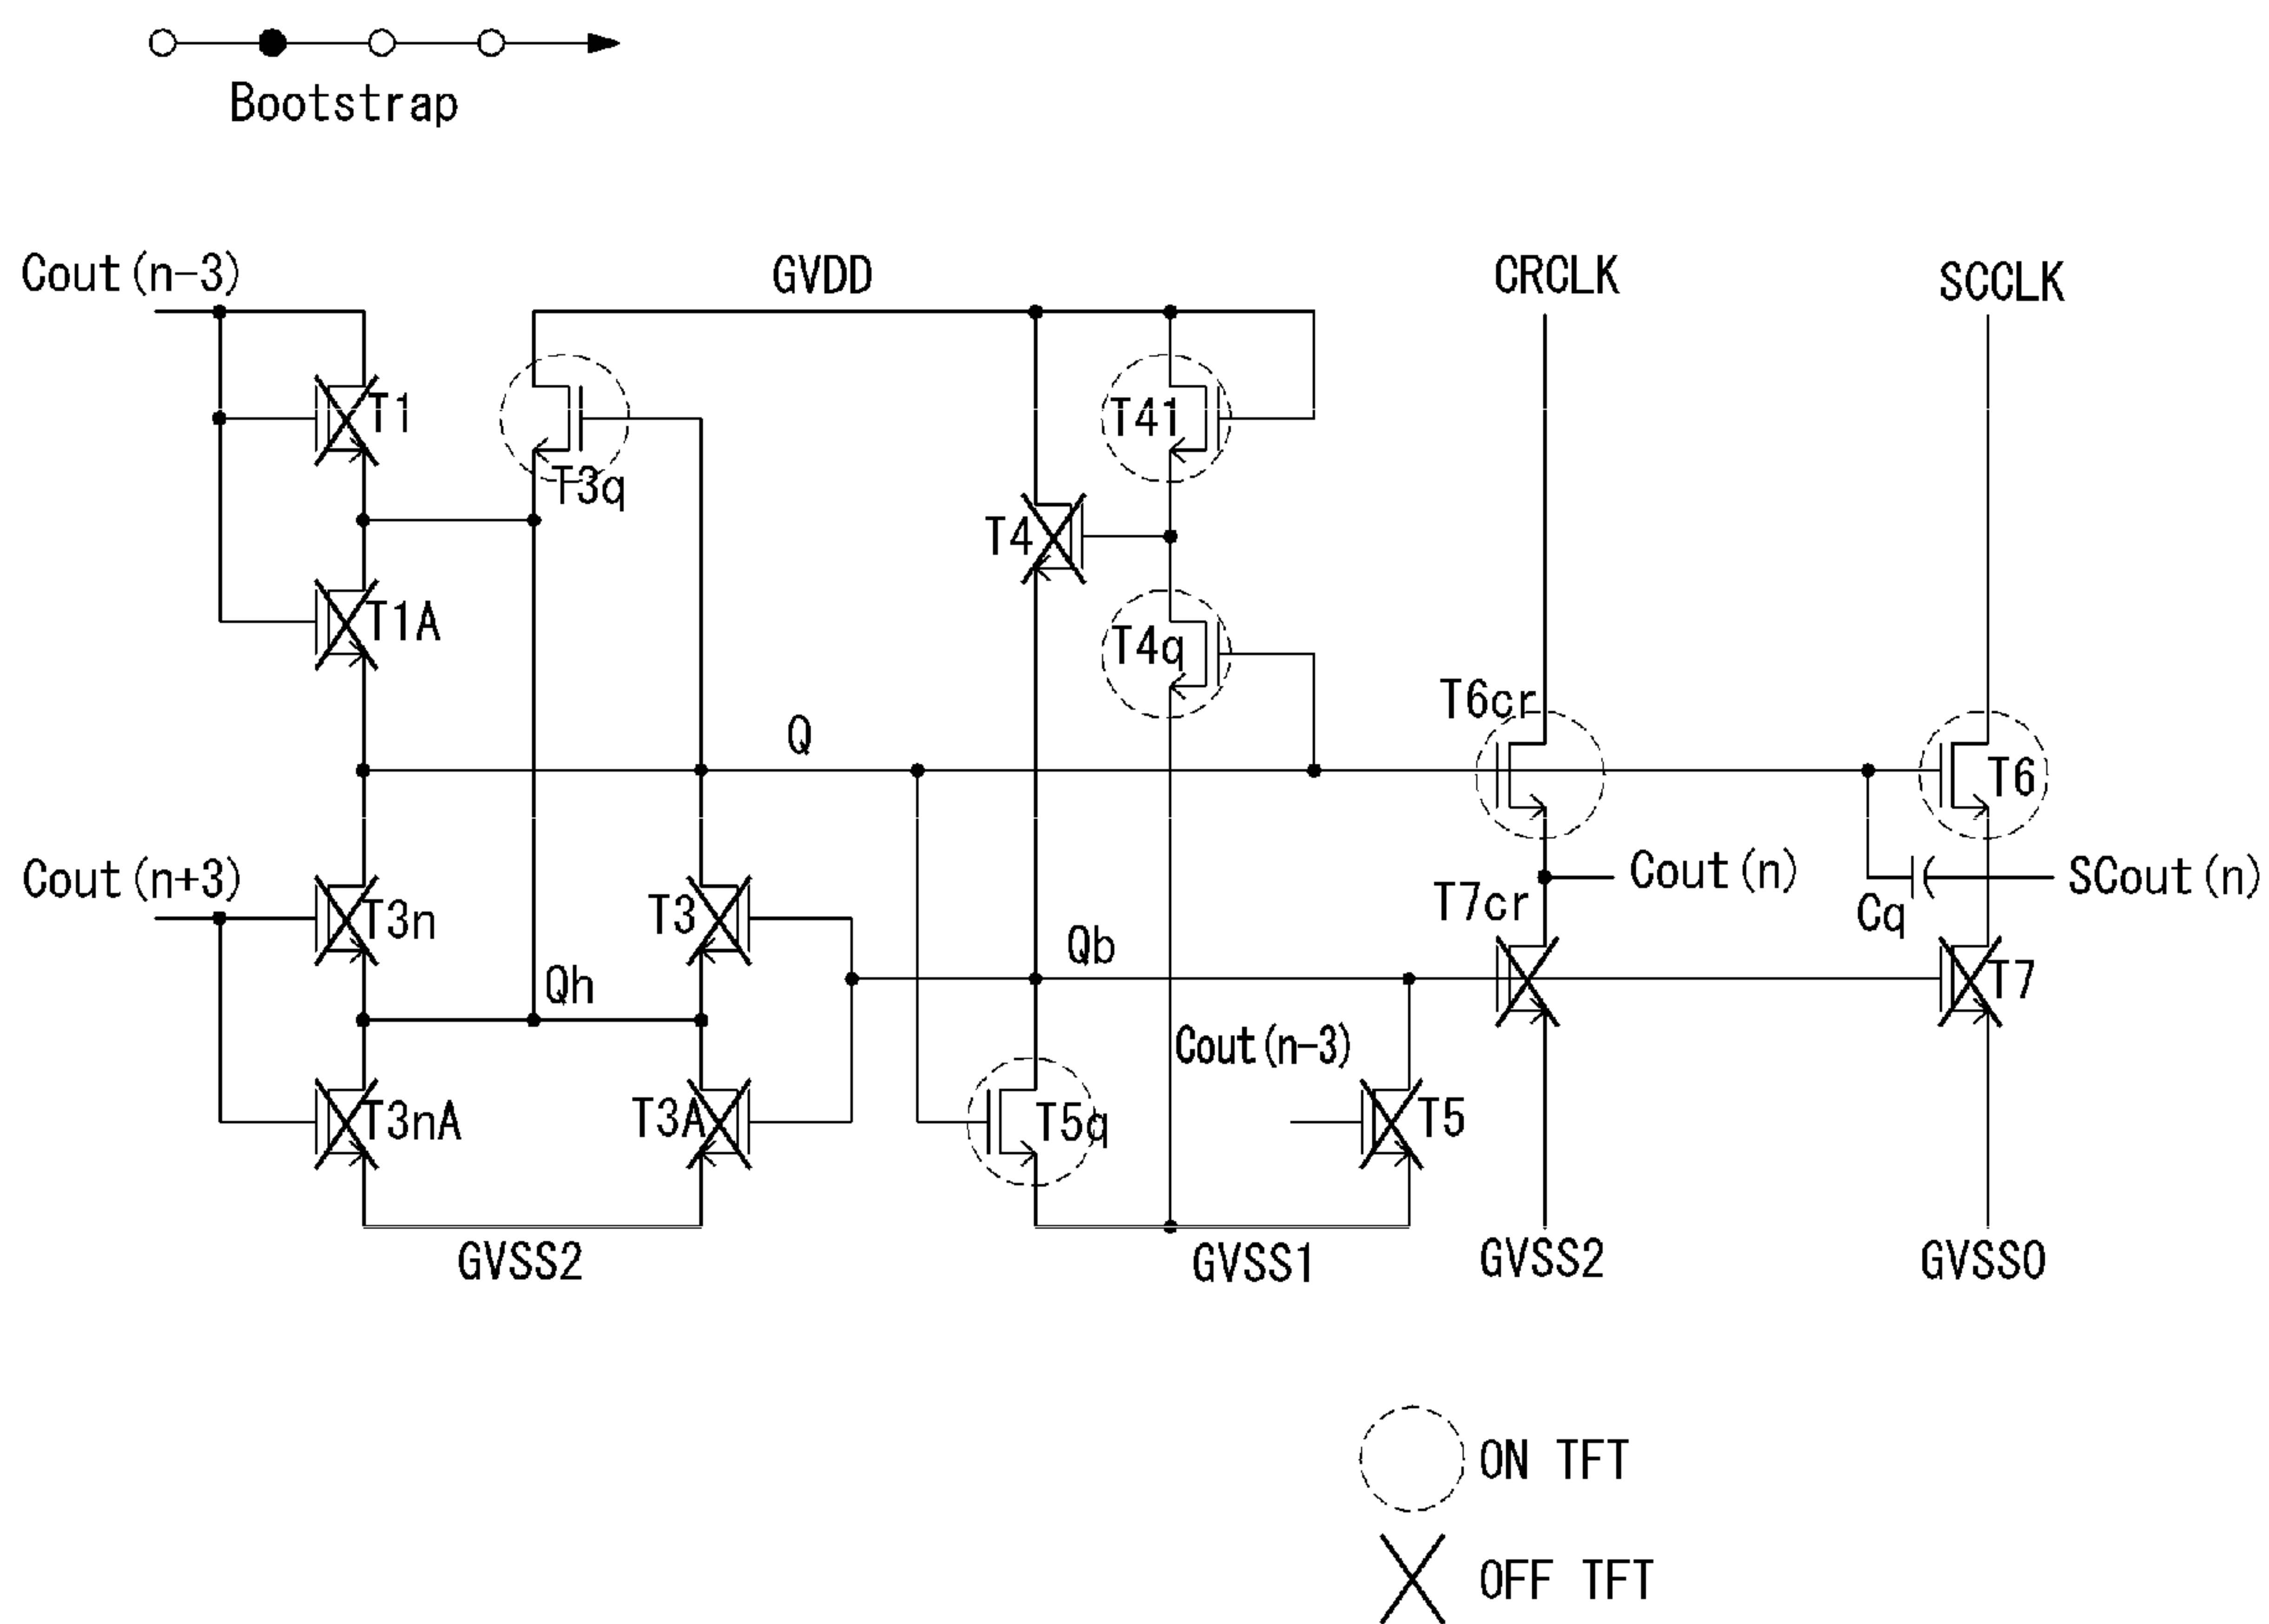 Bootstrap
Cout(n-3)
GVDD
CRCLK
SCCLK
T1
T41
T3q
T4
T1A
T4q
T6cr
Q
T6
Cout(n+3)
Cout(n)
SCout(n)
T3n
T3
T7cr
Cq
Qb
Qh
T7
Cout(n-3)
T3nA
T3A
T5q
T5
GVSS2
GVSS1
GVSS2
GVSS0
ON TFT
OFF TFT